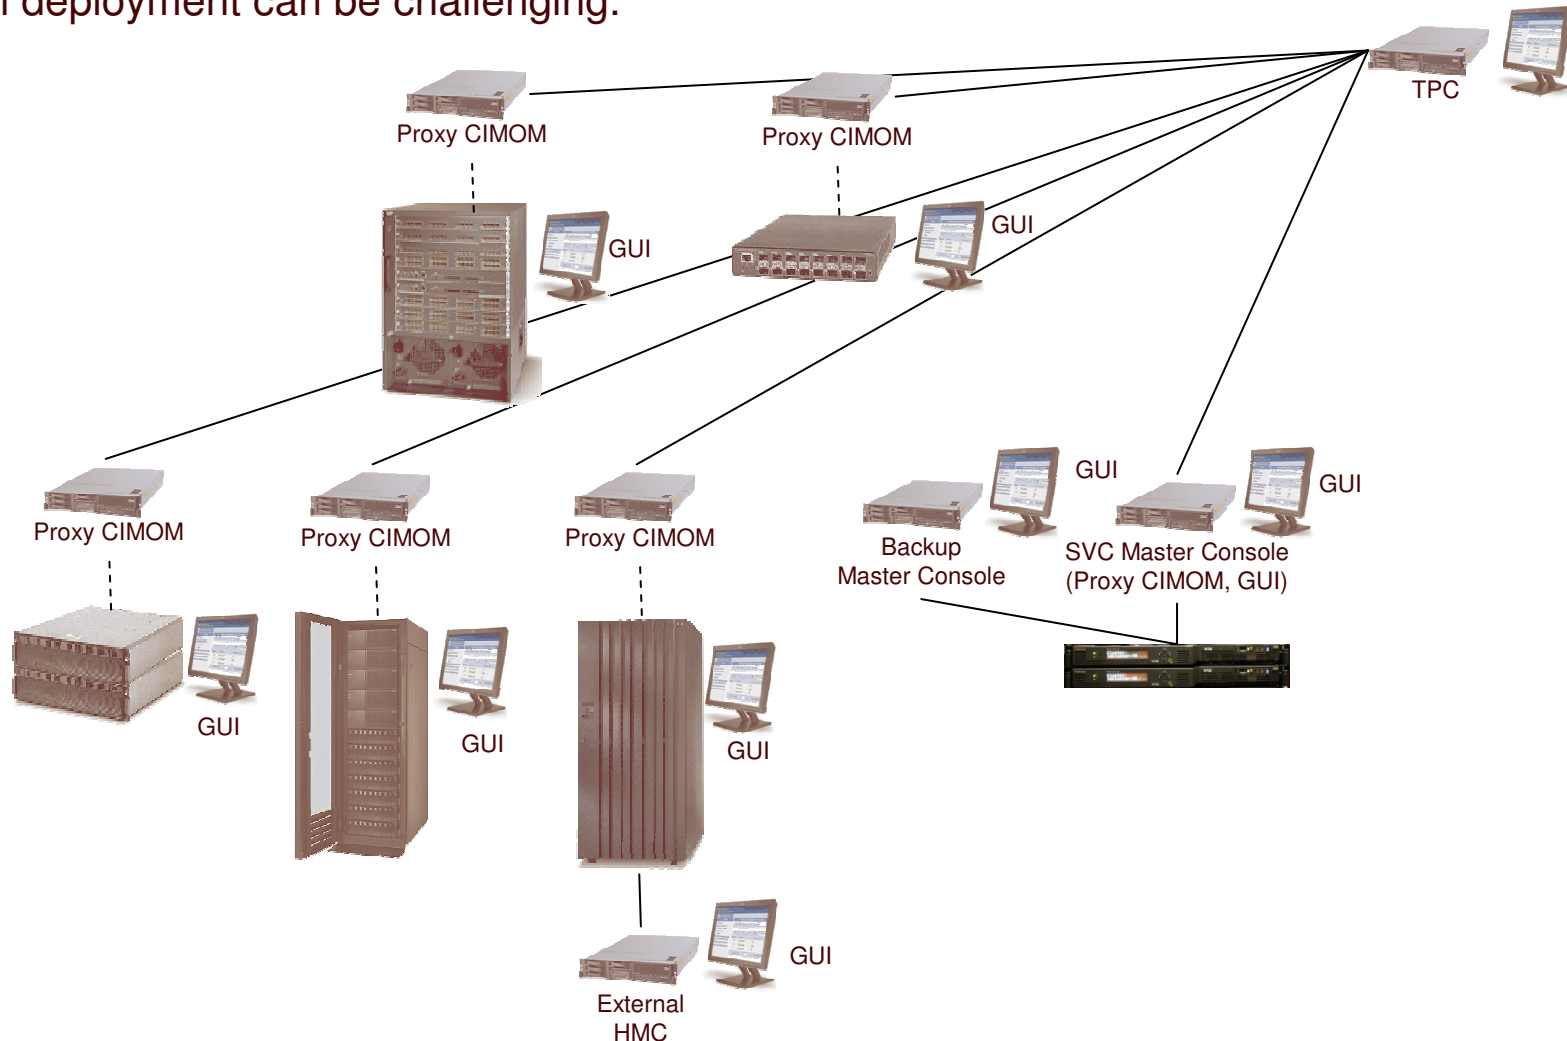 deployment can be challenging.
TPC
Proxy CIMOM
Proxy CIMOM
GUI
GUI
GUI
GUI
Proxy CIMOM
Proxy CIMOM
Proxy CIMOM
Backup
Master Console
SVC Master Console
(Proxy CIMOM, GUI)
GUI
GUI
GUI
GUI
External
HMC